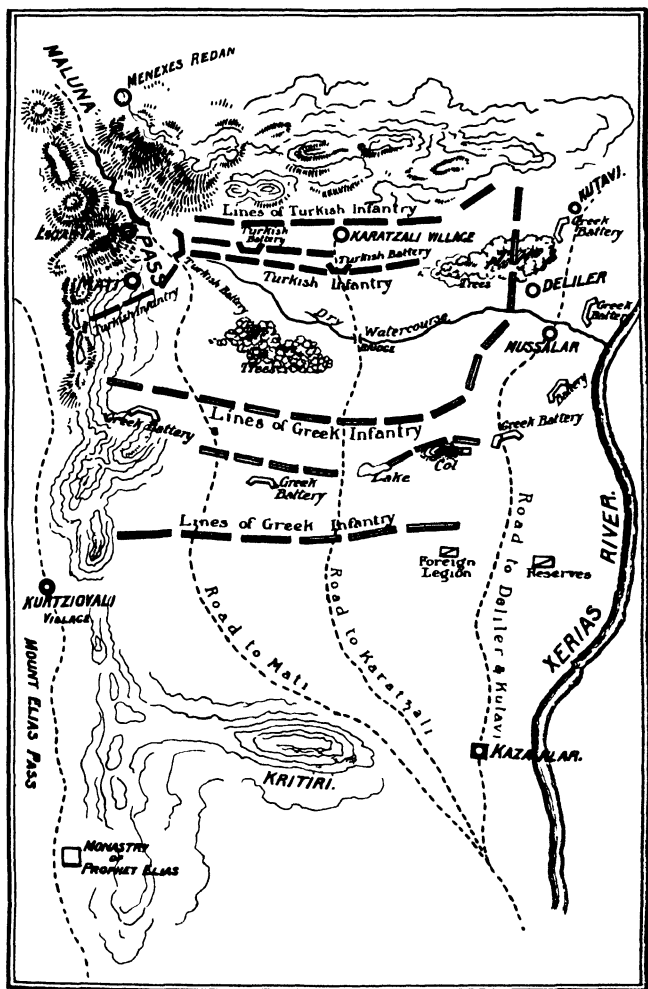 MENEXES REDAN
MALUNA
PASS
Lines of Turkish Infantry
KUTAVI.
Greek
Battery
Turkish
Battery
KARATZALI VILLAGE
Turkish Battery
Turkish Infantry
MATI
Turkish Infantry
Turkish Battery
Trees
DELILER
Greek
Battery
Dry Watercourse
BRIDGE
MUSSALAR
Trees
Battery
Lines of Greek Infantry
Greek Battery
Greek Battery
Greek
Battery
Lake
Col
Lines of Greek Infantry
Foreign
Legion
Reserves
KURTZIOVALI
VILLAGE
Road to Mati
Road to Karatzali
Road to Deliler & Kulavi
XERIAS RIVER.
MOUNT ELIAS PASS
KRITIRI.
KAZAKLAR.
MONASTRY
OF
PROPHET ELIAS